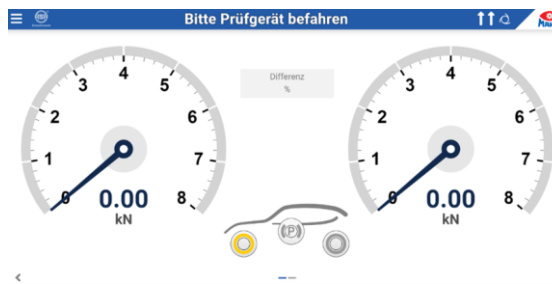 Bitte Prüfgerät befahren
Differenz
%
0 1 2 3 4 5 6 7 8
0.00
kN
0 1 2 3 4 5 6 7 8
0.00
kN
(P)